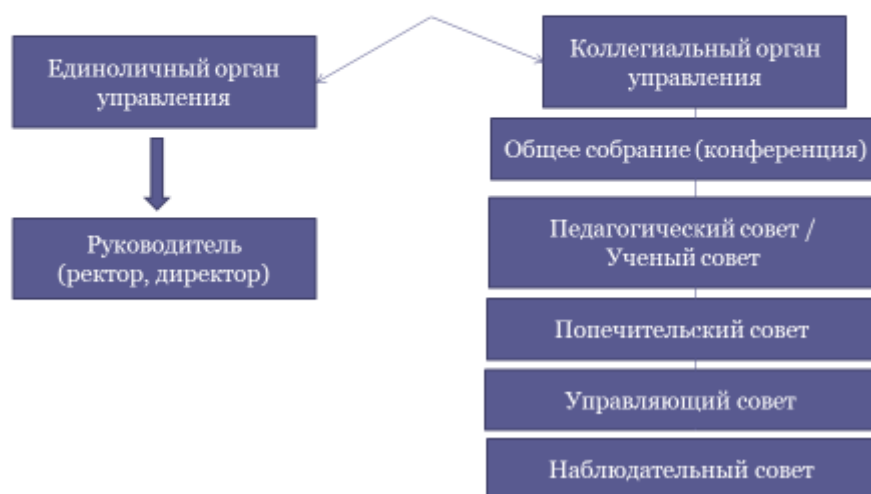 Единоличный орган
управления
Руководитель
(ректор, директор)
Коллегиальный орган
управления
Общее собрание (конференция)
Педагогический совет /
Ученый совет
Попечительский совет
Управляющий совет
Наблюдательный совет